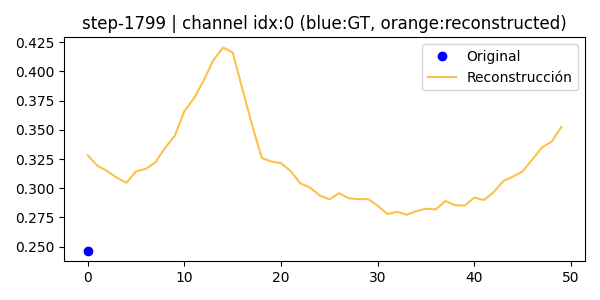 step-1799 | channel idx:0 (blue:GT, orange:reconstructed)
0.425
0.400
0.375
0.350
0.325
0.300
0.275
0.250
Original
Reconstrucción
0 10 20 30 40 50